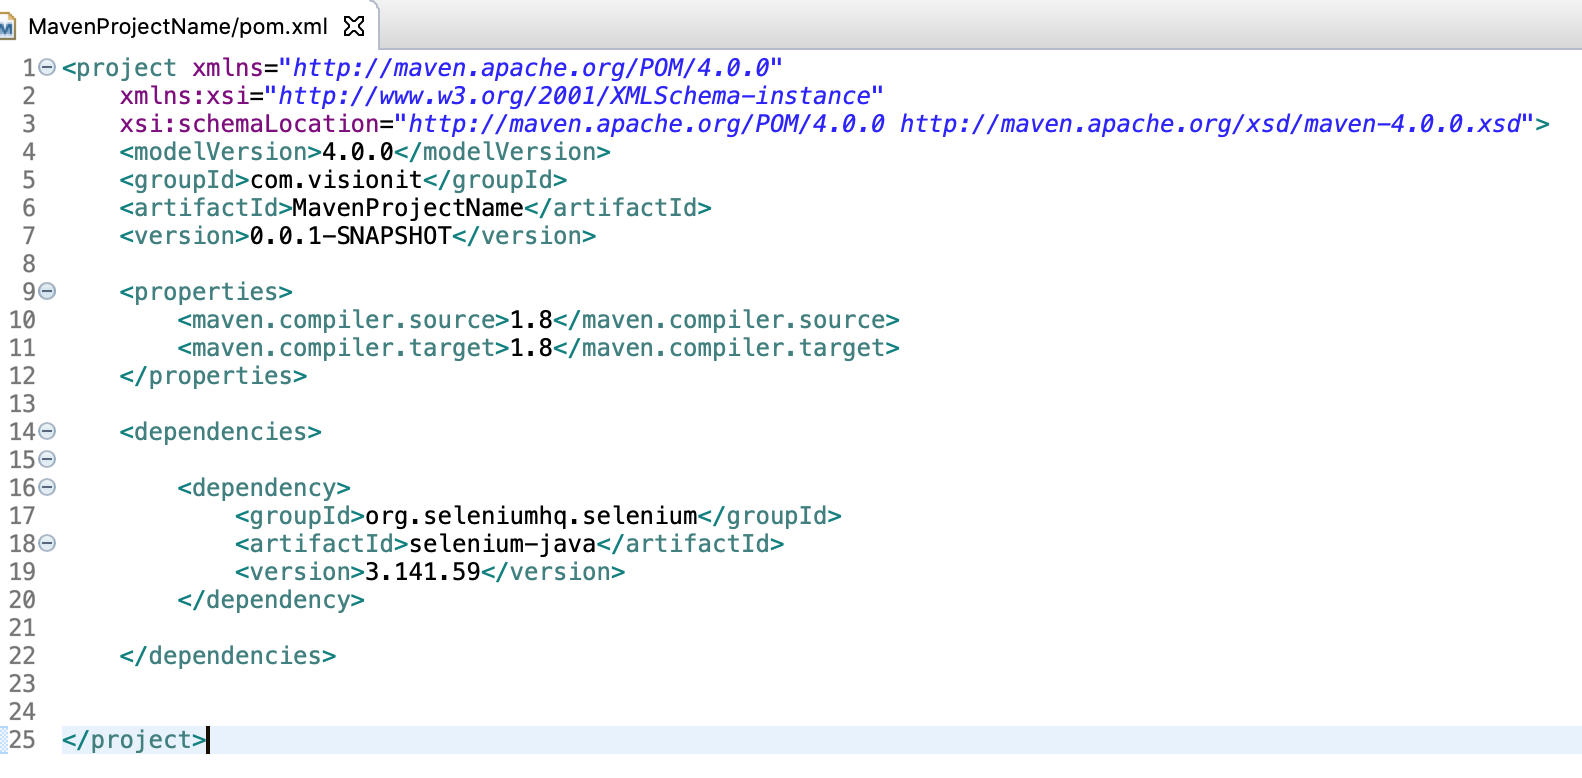 MavenProjectName/pom.xml
1 <project xmlns="http://maven.apache.org/POM/4.0.0"
2 xmlns:xsi="http://www.w3.org/2001/XMLSchema-instance"
3 xsi:schemaLocation="http://maven.apache.org/POM/4.0.0 http://maven.apache.org/xsd/maven-4.0.0.xsd">
4 <modelVersion>4.0.0</modelVersion>
5 <groupId>com.visionit</groupId>
6 <artifactId>MavenProjectName</artifactId>
7 <version>0.0.1-SNAPSHOT</version>
8
9 <properties>
10 <maven.compiler.source>1.8</maven.compiler.source>
11 <maven.compiler.target>1.8</maven.compiler.target>
12 </properties>
13
14 <dependencies>
15
16 <dependency>
17 <groupId>org.seleniumhq.selenium</groupId>
18 <artifactId>selenium-java</artifactId>
19 <version>3.141.59</version>
20 </dependency>
21
22 </dependencies>
23
24
25 </project>